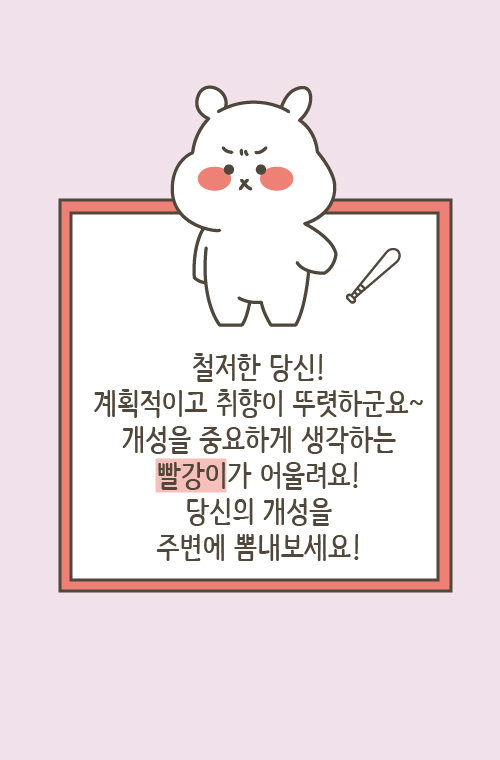 철저한 당신!
계획적이고 취향이 뚜렷하군요~
개성을 중요하게 생각하는
빨강이가 어울려요!
당신의 개성을
주변에 뽐내보세요!